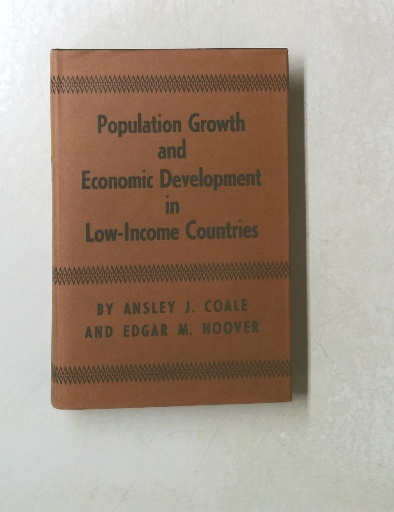 Population Growth
and
Economic Development
in
Low-Income Countries
BY ANSLEY J. COALE
AND EDGAR M. HOOVER